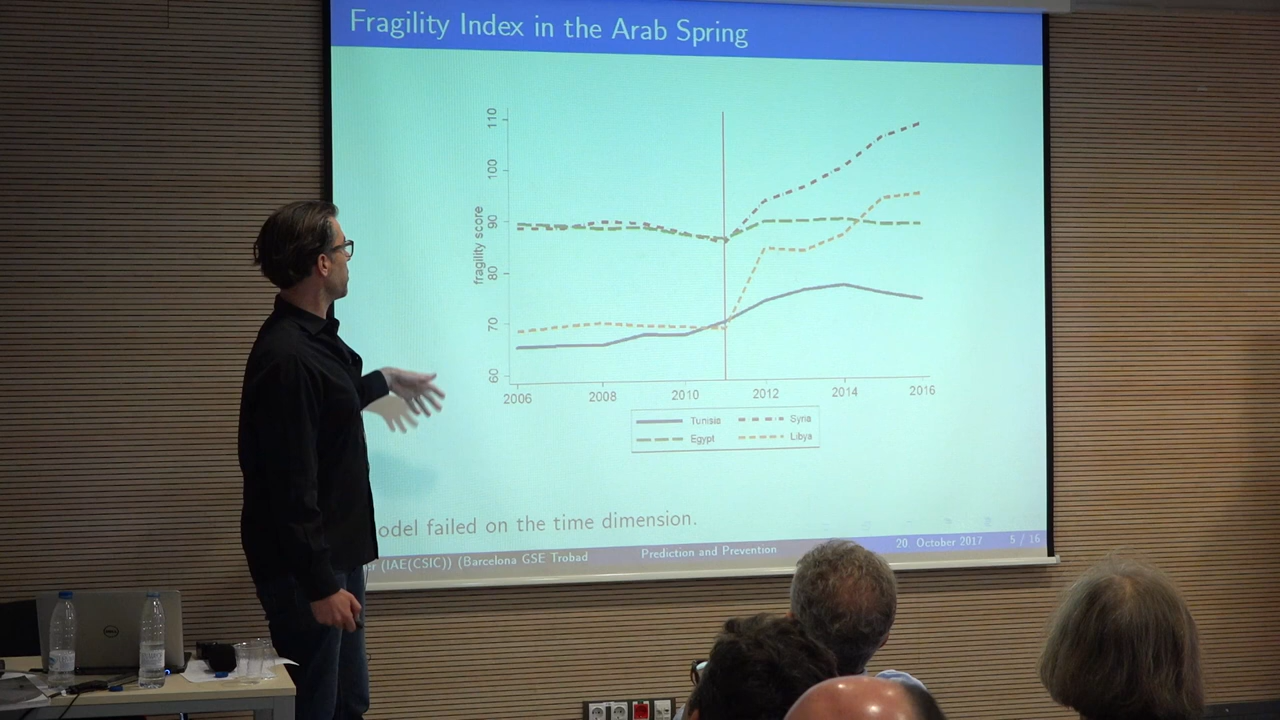 Fragility Index in the Arab Spring
fragility score
110
100
90
80
70
60
2006 2008 2010 2012 2014 2016
Tunisia Syria
Egypt Libya
odel failed on the time dimension.
er (IAE(CSIC)) (Barcelona GSE Trobad Prediction and Prevention 20. October 2017 5 / 16
DELL